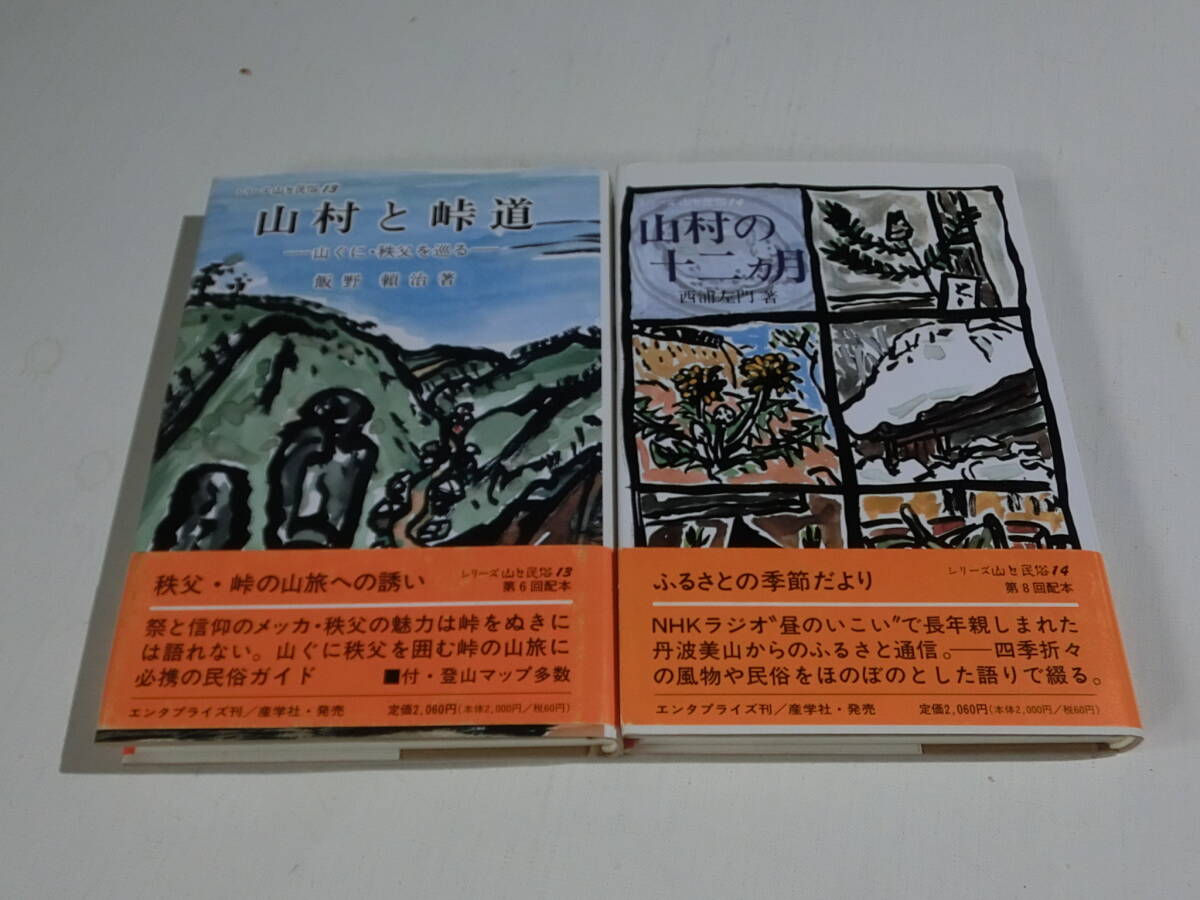 シリーズ山と民俗13
山村と峠道
―山ぐに・秩父を巡る―
飯野 頼治著
秩父・峠の山旅への誘い
シリーズ山と民俗13
第6回配本
祭と信仰のメッカ・秩父の魅力は峠をぬきに
は語れない。山ぐに秩父を囲む峠の山旅に
必携の民俗ガイド ■付・登山マップ多数
エンタプライズ刊/産学社・発売 定価2,060円(本体2,000円/税60円)
シリーズ山と民俗14
山村の
十二ヵ月
西浦左門著
ふるさとの季節だより
シリーズ山と民俗14
第8回配本
NHKラジオ“昼のいこい”で長年親しまれた
丹波美山からのふるさと通信。――四季折々
の風物や民俗をほのぼのとした語りで綴る。
エンタプライズ刊/産学社・発売 定価2,060円(本体2,000円/税60円)